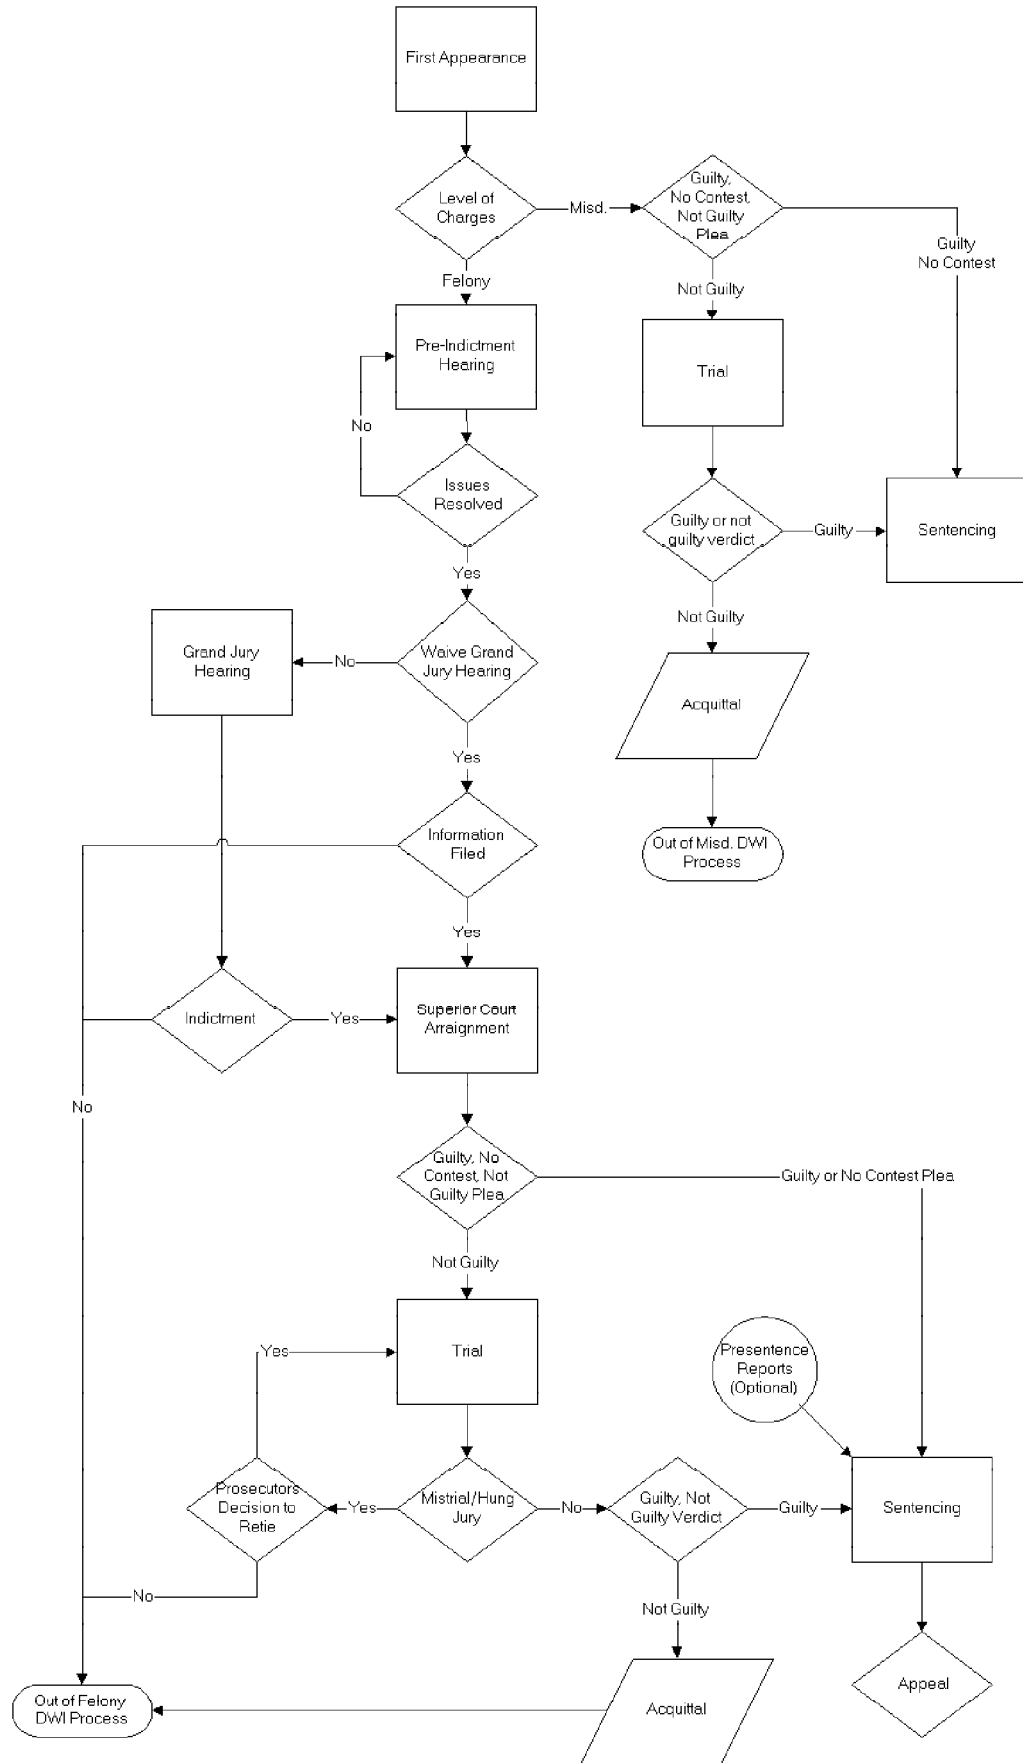 First Appearance
Level of
Charges
Misd.
Guilty,
No Contest,
Not Guilty
Plea
Guilty
No Contest
Felony
Not Guilty
Pre-Indictment
Hearing
Trial
No
Issues
Resolved
Guilty or not
guilty verdict
Guilty
Sentencing
Yes
Not Guilty
Grand Jury
Hearing
No
Waive Grand
Jury Hearing
Acquittal
Yes
Information
Filed
Out of Misd. DWI
Process
Yes
Indictment
Yes
Superior Court
Arraignment
No
Guilty, No
Contest, Not
Guilty Plea
Guilty or No Contest Plea
Not Guilty
Yes
Trial
Presentence
Reports
(Optional)
Prosecutors
Decision to
Retie
Yes
Mistrial/Hung
Jury
No
Guilty, Not
Guilty Verdict
Guilty
Sentencing
No
Not Guilty
Out of Felony
DWI Process
Acquittal
Appeal